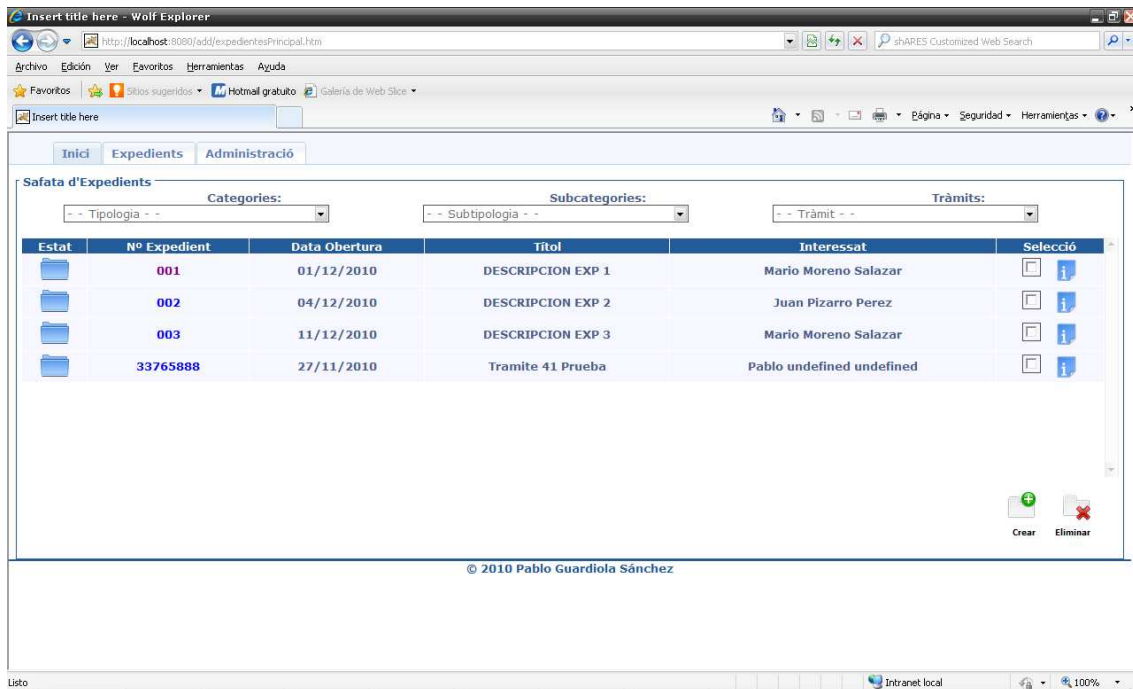 Insert title here - Wolf Explorer
http://localhost:8080/add/expedientesPrincipal.htm shARES Customized Web Search
Archivo Edición Ver Favoritos Herramientas Ayuda
Favoritos Sitios sugeridos Hotmail gratuito Galería de Web Slice
Insert title here Página Seguridad Herramientas
Inici Expedients Administració
Safata d'Expedients
Categories: Subcategories: Tràmits:
- - Tipologia - - - - Subtipologia - - - - Tràmit - -
Estat Nº Expedient Data Obertura Títol Interessat Selecció
001 01/12/2010 DESCRIPCION EXP 1 Mario Moreno Salazar
002 04/12/2010 DESCRIPCION EXP 2 Juan Pizarro Perez
003 11/12/2010 DESCRIPCION EXP 3 Mario Moreno Salazar
33765888 27/11/2010 Tramite 41 Prueba Pablo undefined undefined
Crear Eliminar
© 2010 Pablo Guardiola Sánchez
Listo Intranet local 100%